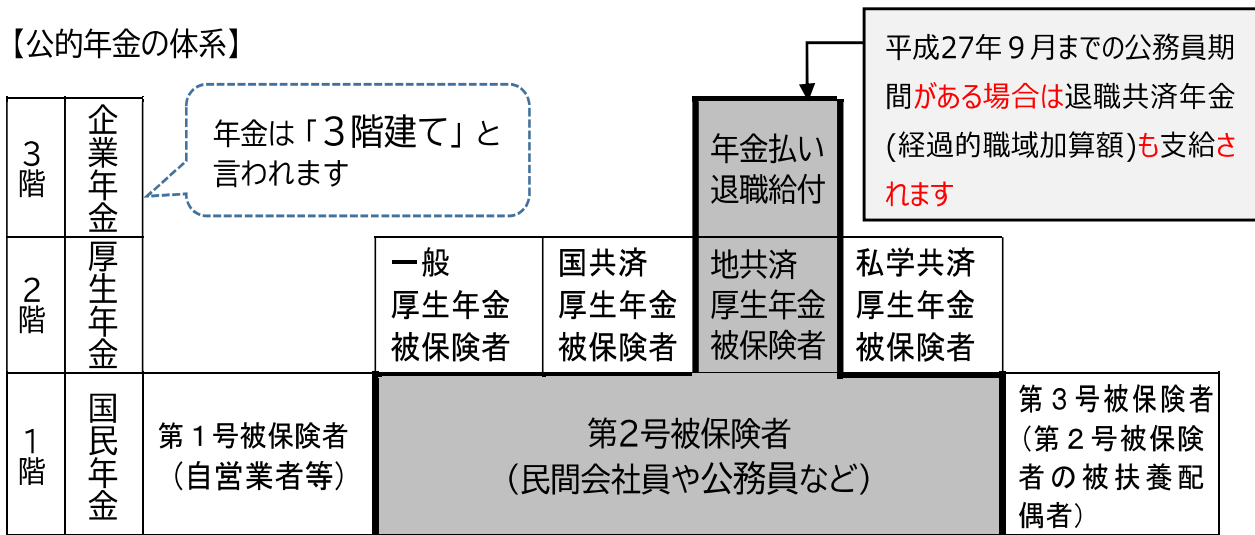 【公的年金の体系】
平成27年９月までの公務員期
間がある場合は退職共済年金
(経過的職域加算額)も支給さ
れます
年金は「３階建て」と
言われます
3階
企業年金
年金払い
退職給付
2階
厚生年金
一般
厚生年金
被保険者
国共済
厚生年金
被保険者
地共済
厚生年金
被保険者
私学共済
厚生年金
被保険者
1階
国民年金
第１号被保険者
（自営業者等）
第2号被保険者
（民間会社員や公務員など）
第３号被保険者
（第２号被保険
者の被扶養配
偶者）